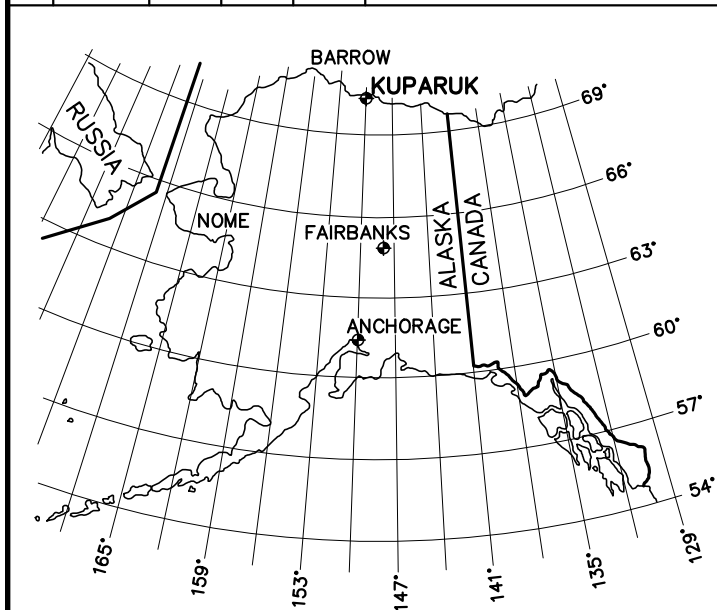 BARROW
KUPARUK
69°
RUSSIA
66°
NOME
ALASKA
CANADA
FAIRBANKS
63°
ANCHORAGE
60°
57°
54°
165°
159°
153°
147°
141°
135°
129°